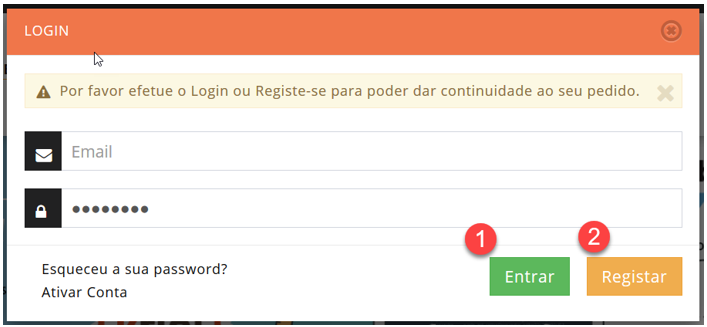 LOGIN
Por favor efetue o Login ou Registe-se para poder dar continuidade ao seu pedido.
Email
••••••••
1
2
Esqueceu a sua password?
Entrar
Registar
Ativar Conta